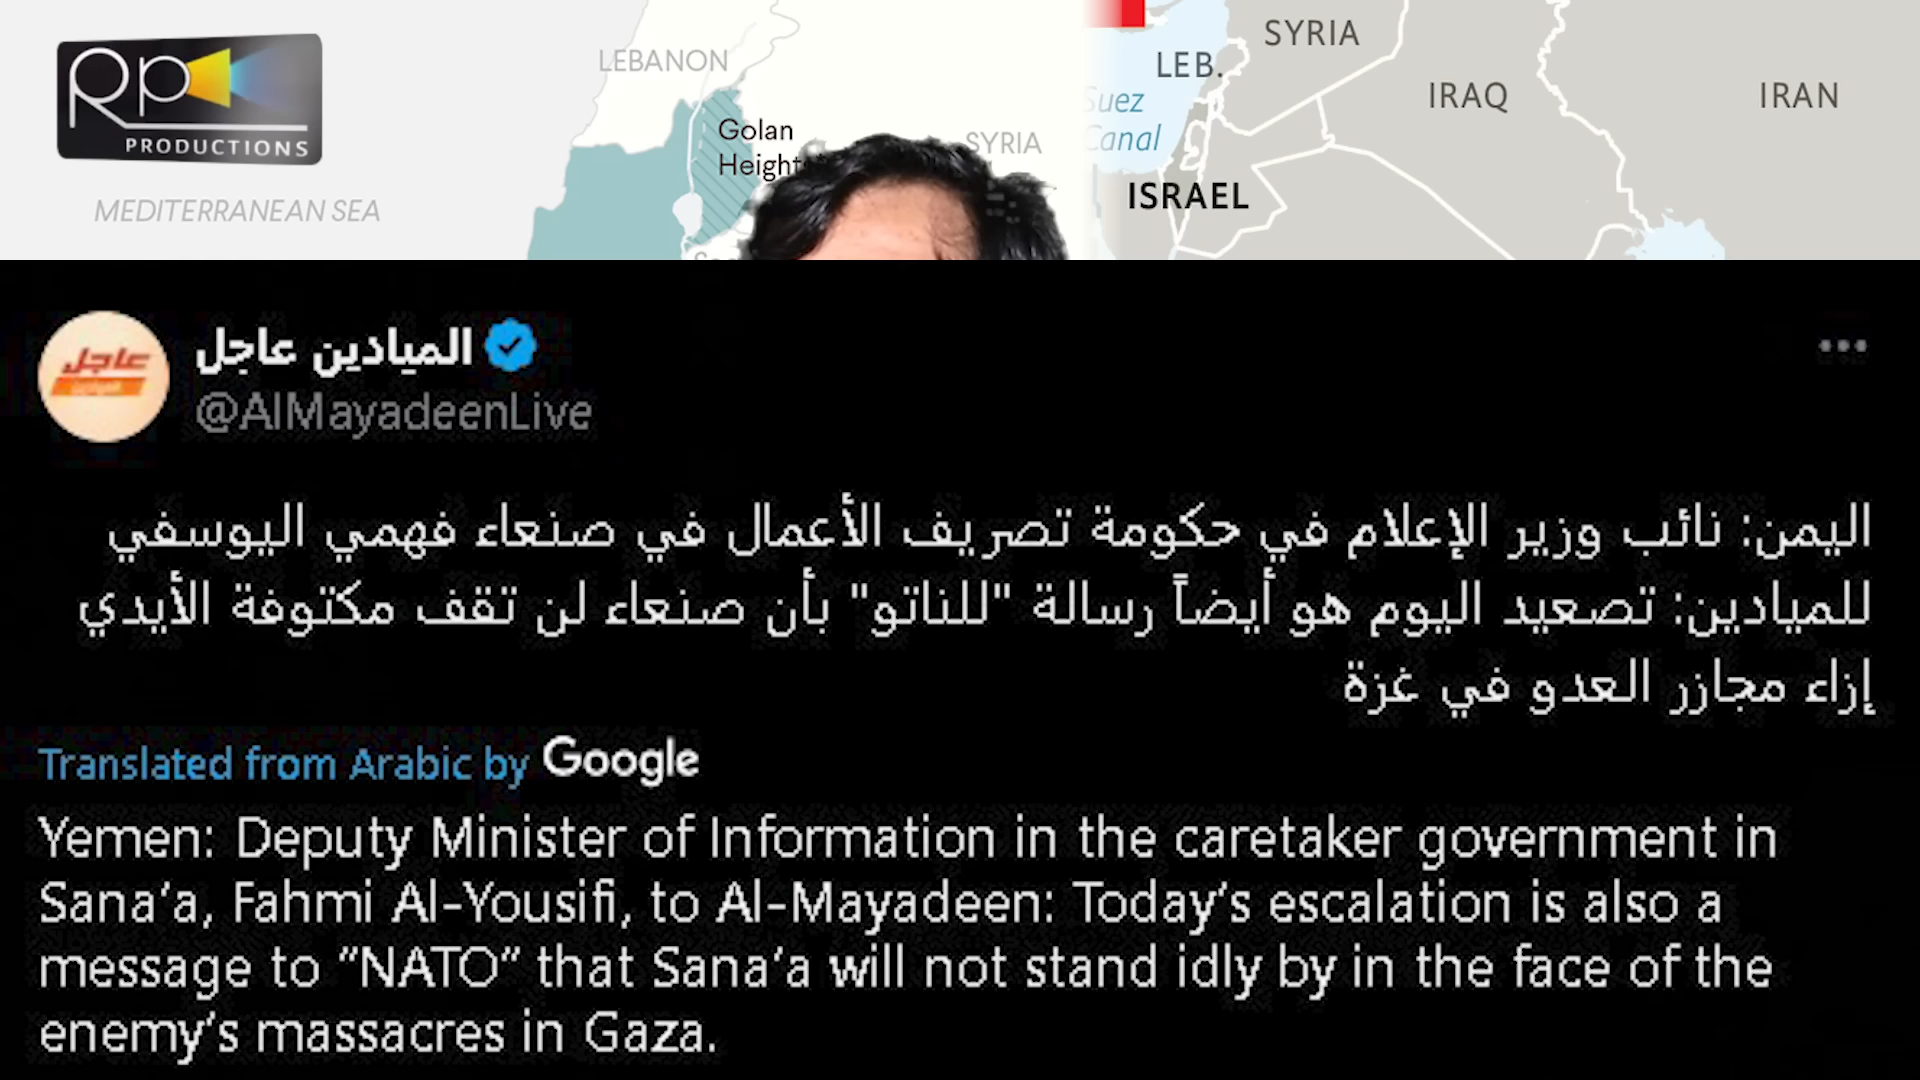 Rp
PRODUCTIONS
LEBANON
Golan
Height
SYRIA
MEDITERRANEAN SEA
LEB.
SYRIA
IRAQ
IRAN
Suez
Canal
ISRAEL
عاجل
الميادين
الميادين عاجل
@AlMayadeenLive
اليمن: نائب وزير الإعلام في حكومة تصريف الأعمال في صنعاء فهمي اليوسفي
للميادين: تصعيد اليوم هو أيضاً رسالة "للناتو" بأن صنعاء لن تقف مكتوفة الأيدي
إزاء مجازر العدو في غزة
Translated from Arabic by Google
Yemen: Deputy Minister of Information in the caretaker government in
Sana’a, Fahmi Al-Yousifi, to Al-Mayadeen: Today’s escalation is also a
message to “NATO” that Sana’a will not stand idly by in the face of the
enemy’s massacres in Gaza.